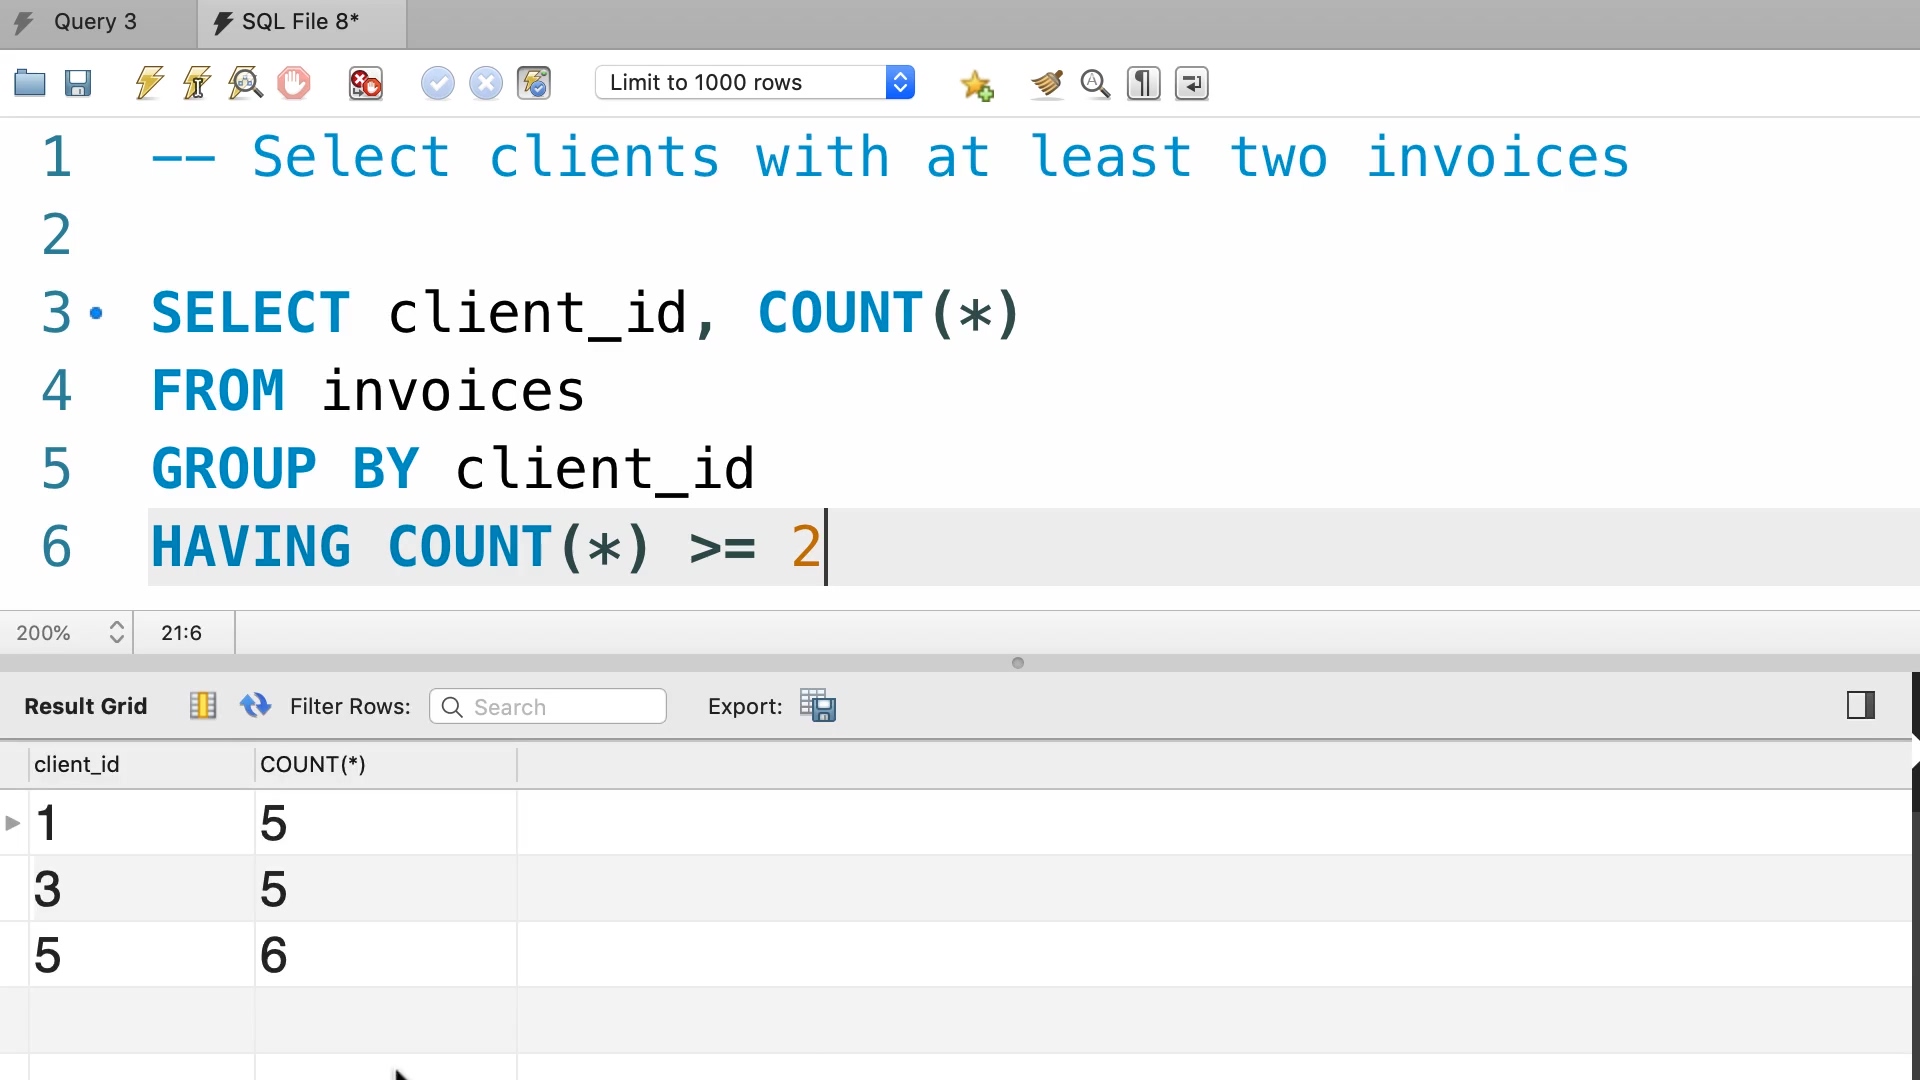 Query 3
SQL File 8*
Limit to 1000 rows
1 -- Select clients with at least two invoices
2
3 SELECT client_id, COUNT(*)
4 FROM invoices
5 GROUP BY client_id
6 HAVING COUNT(*) >= 2
200% 21:6
Result Grid Filter Rows: Search Export:
client_id COUNT(*)
1 5
3 5
5 6